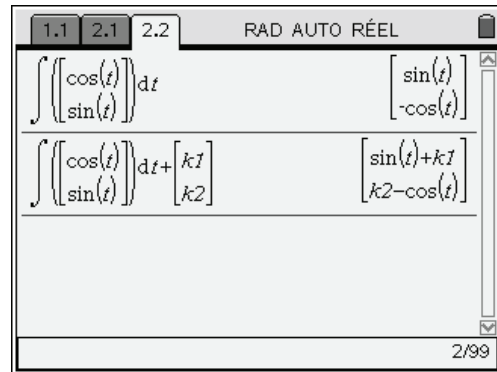 1.1 2.1 2.2 RAD AUTO RÉEL
∫([cos(t) sin(t)])dt [sin(t) -cos(t)]
∫([cos(t) sin(t)])dt+[k1 k2] [sin(t)+k1 k2−cos(t)]
2/99